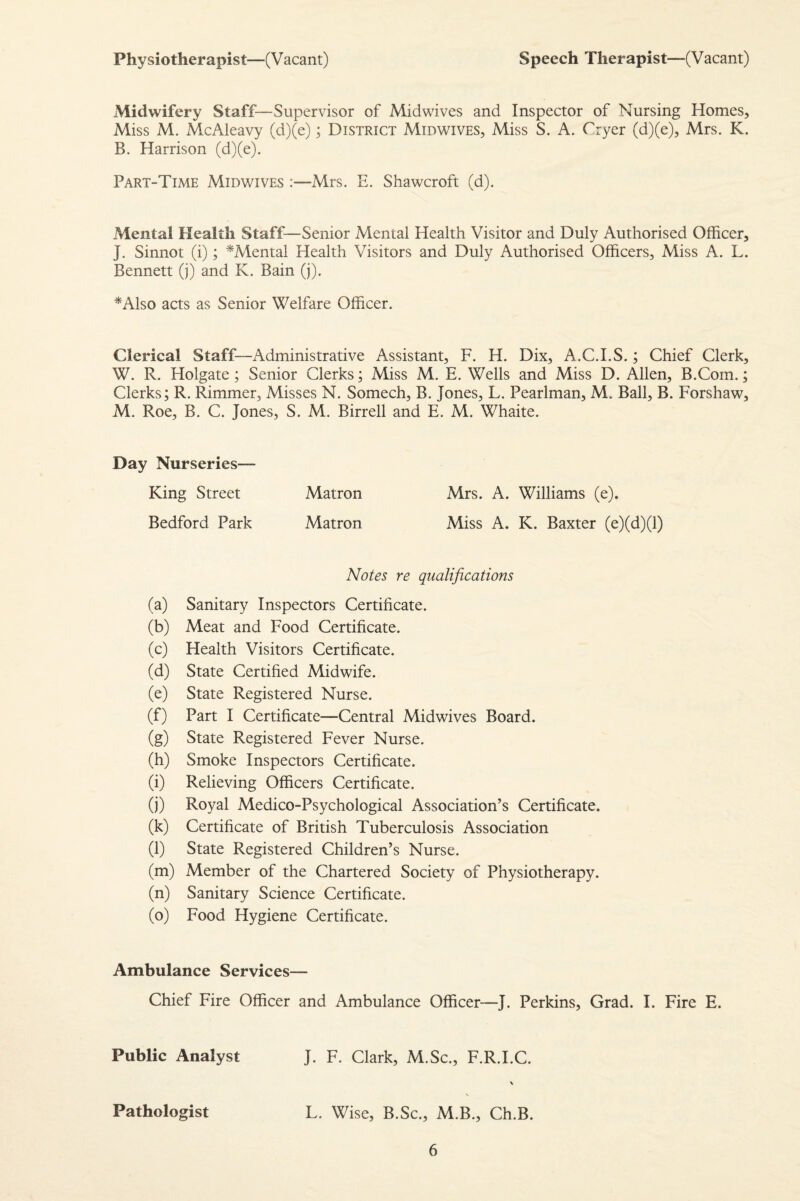 Physiotherapist—(Vacant) Speech Therapist—(Vacant)
Midwifery Staff—Supervisor of Midwives and Inspector of Nursing Homes,
Miss M. McAleavy (d)(e) ; District Midwives, Miss S. A. Cryer (d)(e), Mrs. K.
B. Harrison (d)(e).
Part-Time Midwives :—Mrs. E. Shawcroft (d).
Mental Health Staff—Senior Mental Health Visitor and Duly Authorised Officer,
J. Sinnot (i) ; *Mental Health Visitors and Duly Authorised Officers, Miss A. L.
Bennett (j) and K. Bain (j).
*Also acts as Senior Welfare Officer.
Clerical Staff—Administrative Assistant, F. H. Dix, A.C.I.S. ; Chief Clerk,
W. R. Holgate ; Senior Clerks ; Miss M. E. Wells and Miss D. Allen, B.Com. ;
Clerks ; R. Rimmer, Misses N. Somech, B. Jones, L. Pearlman, M. Ball, B. Forshaw,
M. Roe, B. C. Jones, S. M. Birrell and E. M. Whaite.
Day Nurseries—
King Street Matron Mrs. A. Williams (e).
Bedford Park Matron Miss A. K. Baxter (e)(d)(l)
Notes re qualifications
(a) Sanitary Inspectors Certificate.
(b) Meat and Food Certificate.
(c) Health Visitors Certificate.
(d) State Certified Midwife.
(e) State Registered Nurse.
(f) Part I Certificate—Central Midwives Board.
(g) State Registered Fever Nurse.
(h) Smoke Inspectors Certificate.
(i) Relieving Officers Certificate.
(j) Royal Medico-Psychological Association's Certificate.
(k) Certificate of British Tuberculosis Association
(l) State Registered Children's Nurse.
(m) Member of the Chartered Society of Physiotherapy.
(n) Sanitary Science Certificate.
(o) Food Hygiene Certificate.
Ambulance Services—
Chief Fire Officer and Ambulance Officer—J. Perkins, Grad. I. Fire E.
Public Analyst J. F. Clark, M.Sc., F.R.I.C.
Pathologist L. Wise, B.Sc., M.B., Ch.B.
6